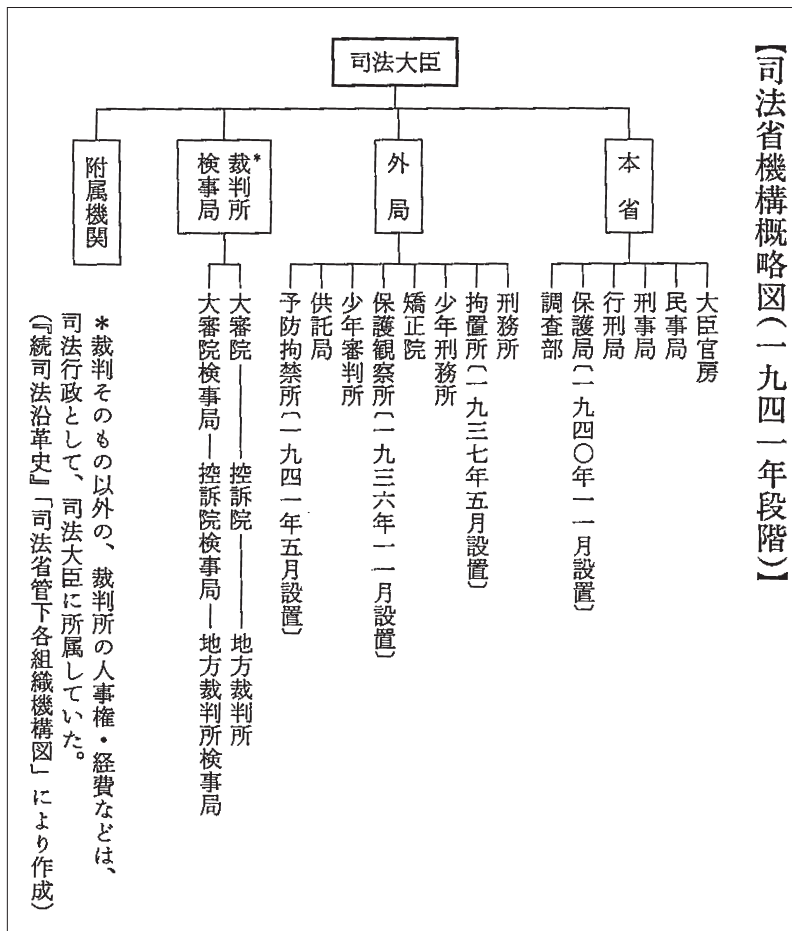 【司法省機構概略図(一九四一年段階)】
司法大臣
本省
大臣官房
民事局
刑事局
行刑局
保護局〔一九四〇年一一月設置〕
調査部
外局
刑務所
拘置所〔一九三七年五月設置〕
少年刑務所
矯正院
保護観察所〔一九三六年一一月設置〕
少年審判所
供託局
予防拘禁所〔一九四一年五月設置〕
裁判所*
検事局
大審院―控訴院―地方裁判所
大審院検事局―控訴院検事局―地方裁判所検事局
附属機関
*裁判そのもの以外の、裁判所の人事権・経費などは、
司法行政として、司法大臣に所属していた。
(『続司法沿革史』「司法省管下各組織機構図」により作成)